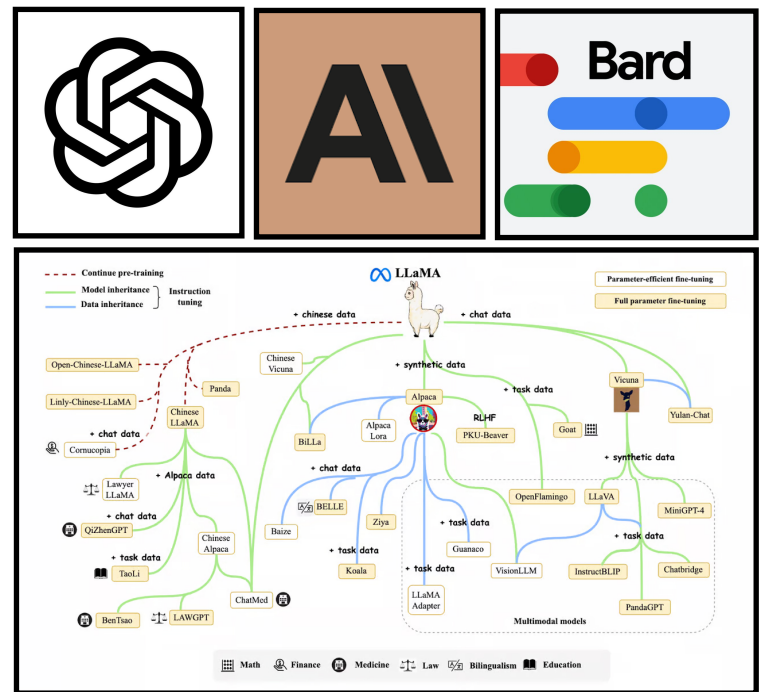 A\
Bard
LLaMA
Continue pre-training
Model inheritance
Data inheritance
Instruction
tuning
Parameter-efficient fine-tuning
Full parameter fine-tuning
+ chinese data
+ chat data
Chinese
Vicuna
+ synthetic data
Open-Chinese-LLaMA
Panda
+ task data
Vicuna
Linly-Chinese-LLaMA
Chinese
LLaMA
Alpaca
RLHF
Yulan-Chat
+ chat data
Cornucopia
BiLLa
Alpaca
Lora
PKU-Beaver
Goat
+ synthetic data
+ Alpaca data
+ chat data
Lawyer
LLaMA
BELLE
OpenFlamingo
LLaVA
MiniGPT-4
+ chat data
QiZhenGPT
Baize
Ziya
+ task data
+ task data
Chinese
Alpaca
Guanaco
+ task data
+ task data
+ task data
TaoLi
Koala
VisionLLM
InstructBLIP
Chatbridge
ChatMed
LLaMA
Adapter
PandaGPT
BenTsao
LAWGPT
Multimodal models
Math
Finance
Medicine
Law
Bilingualism
Education